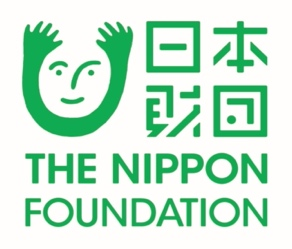 日本
財団
THE NIPPON
FOUNDATION